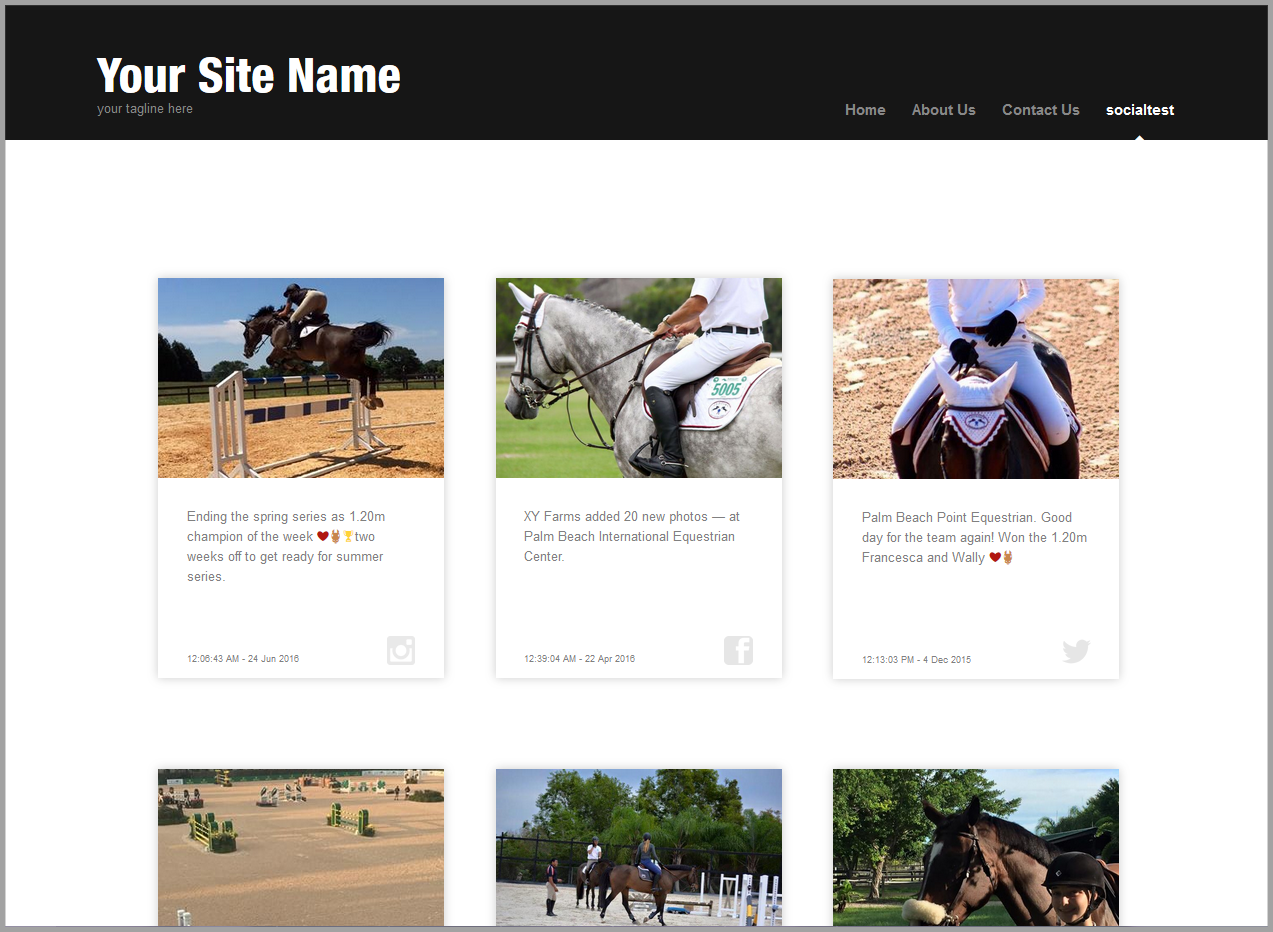 Your Site Name
your tagline here
Home About Us Contact Us socialtest
5005
Ending the spring series as 1.20m
champion of the week ❤️🏆two
weeks off to get ready for summer
series.
12:06:43 AM - 24 Jun 2016
XY Farms added 20 new photos — at
Palm Beach International Equestrian
Center.
12:39:04 AM - 22 Apr 2016
Palm Beach Point Equestrian. Good
day for the team again! Won the 1.20m
Francesca and Wally ❤️
12:13:03 PM - 4 Dec 2015